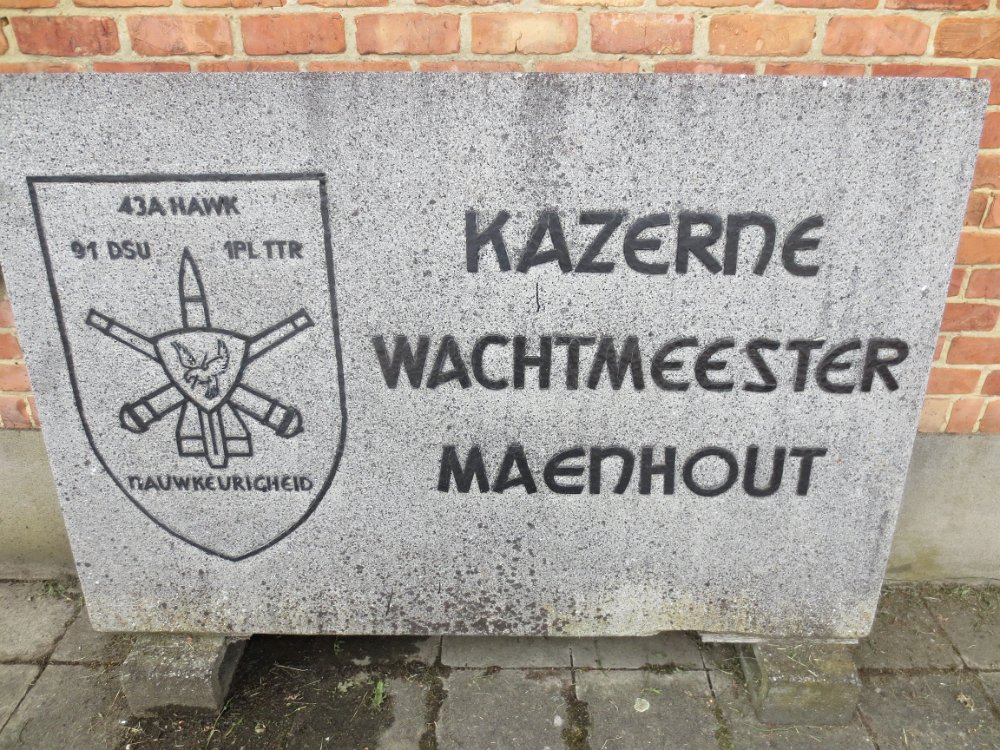 43A HAWK
91 DSU 1PL TTR
NAUWKEURIGHEID
KAZERNE
WACHTMEESTER
MAENHOUT